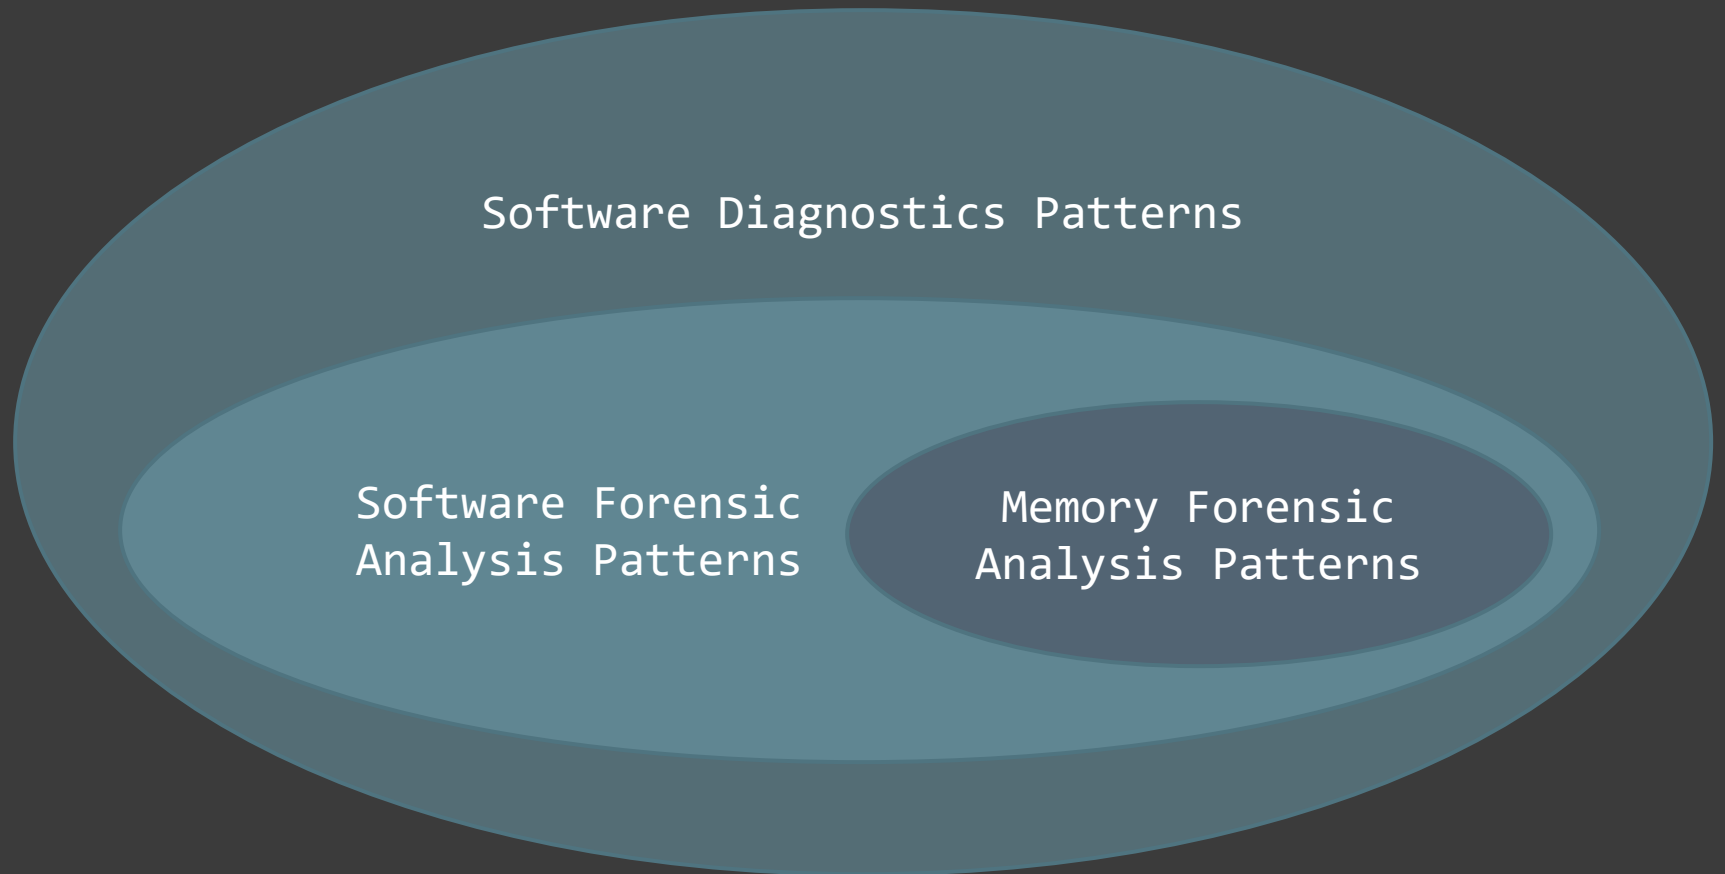 Software Diagnostics Patterns
Software Forensic
Analysis Patterns
Memory Forensic
Analysis Patterns